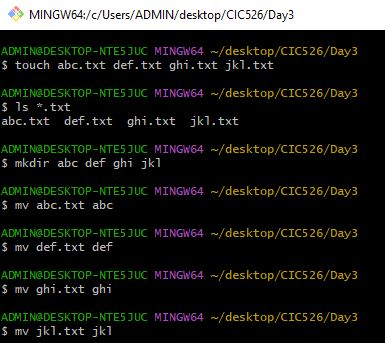 MINGW64:/c/Users/ADMIN/desktop/CIC526/Day3
ADMIN@DESKTOP-NTE5JUC MINGW64 ~/desktop/CIC526/Day3
$ touch abc.txt def.txt ghi.txt jkl.txt
ADMIN@DESKTOP-NTE5JUC MINGW64 ~/desktop/CIC526/Day3
$ ls *.txt
abc.txt  def.txt  ghi.txt  jkl.txt
ADMIN@DESKTOP-NTE5JUC MINGW64 ~/desktop/CIC526/Day3
$ mkdir abc def ghi jkl
ADMIN@DESKTOP-NTE5JUC MINGW64 ~/desktop/CIC526/Day3
$ mv abc.txt abc
ADMIN@DESKTOP-NTE5JUC MINGW64 ~/desktop/CIC526/Day3
$ mv def.txt def
ADMIN@DESKTOP-NTE5JUC MINGW64 ~/desktop/CIC526/Day3
$ mv ghi.txt ghi
ADMIN@DESKTOP-NTE5JUC MINGW64 ~/desktop/CIC526/Day3
$ mv jkl.txt jkl